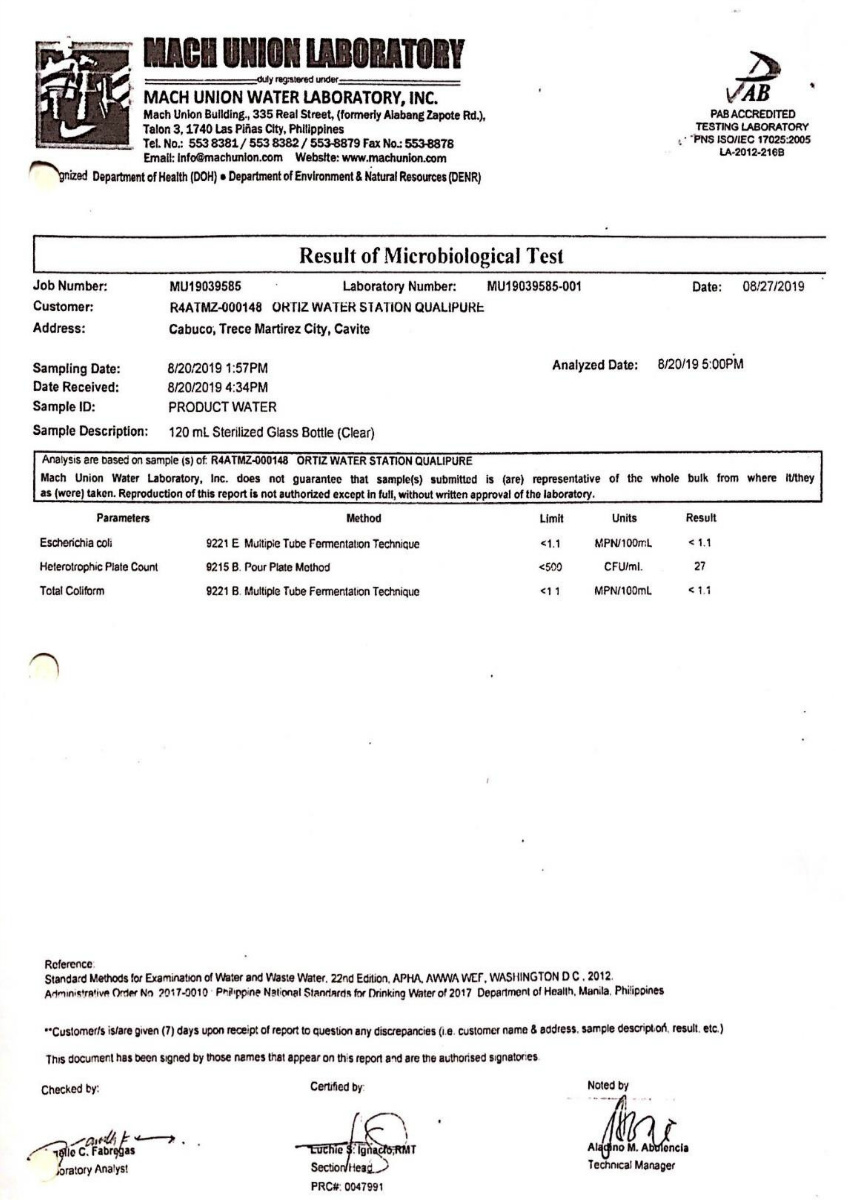 MACH UNION LABORATORY
duly registered under
MACH UNION WATER LABORATORY, INC.
Mach Union Building., 335 Real Street, (formerly Alabang Zapote Rd.),
Talon 3, 1740 Las Piñas City, Philippines
Tel. No.: 553 8381 / 553 8382 / 553-8879 Fax No.: 553-8878
Email: Info@machunion.com Website: www.machunion.com
gnized Department of Health (DOH) ● Department of Environment & Natural Resources (DENR)
AB
PAB ACCREDITED
TESTING LABORATORY
PNS ISO/IEC 17025:2005
LA-2012-216B
Result of Microbiological Test
Job Number: MU19039585 Laboratory Number: MU19039585-001 Date: 08/27/2019
Customer: R4ATMZ-000148 ORTIZ WATER STATION QUALIPURE
Address: Cabuco, Trece Martirez City, Cavite
Sampling Date: 8/20/2019 1:57PM Analyzed Date: 8/20/19 5:00PM
Date Received: 8/20/2019 4:34PM
Sample ID: PRODUCT WATER
Sample Description: 120 mL Sterilized Glass Bottle (Clear)
Analysis are based on sample (s) of: R4ATMZ-000148 ORTIZ WATER STATION QUALIPURE
Mach Union Water Laboratory, Inc. does not guarantee that sample(s) submitted is (are) representative of the whole bulk from where it/they
as (were) taken. Reproduction of this report is not authorized except in full, without written approval of the laboratory.
Parameters Method Limit Units Result
Escherichia coli 9221 E. Multiple Tube Fermentation Technique <1.1 MPN/100mL < 1.1
Heterotrophic Plate Count 9215 B. Pour Plate Method <500 CFU/mL 27
Total Coliform 9221 B. Multiple Tube Fermentation Technique <1 1 MPN/100mL < 1.1
Reference:
Standard Methods for Examination of Water and Waste Water, 22nd Edition, APHA, AWWA WEF, WASHINGTON D C , 2012.
Administrative Order No 2017-0010 Philippine National Standards for Drinking Water of 2017 Department of Health, Manila, Philippines
**Customer/s is/are given (7) days upon receipt of report to question any discrepancies (i.e. customer name & address, sample description, result, etc.)
This document has been signed by those names that appear on this report and are the authorised signatories
Checked by: Certified by: Noted by
C. Fabregas Luchie S. Ignacio,RMT Aladino M. Abulencia
oratory Analyst Section Head Technical Manager
PRC#: 0047991